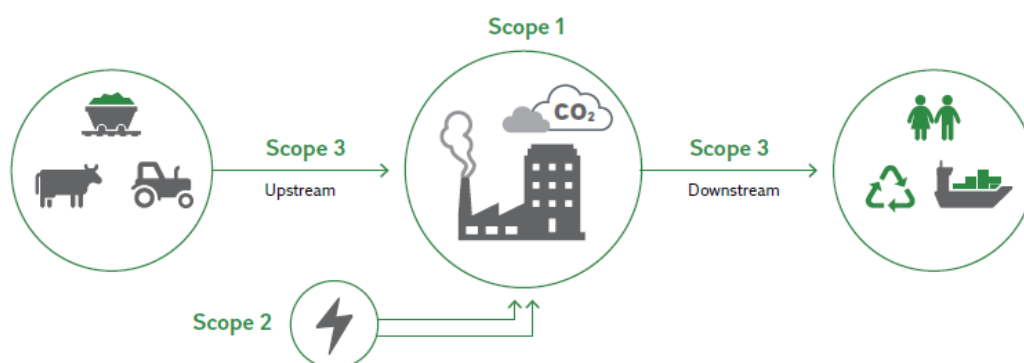 Scope 1
CO₂
Scope 3
Upstream
Scope 3
Downstream
Scope 2